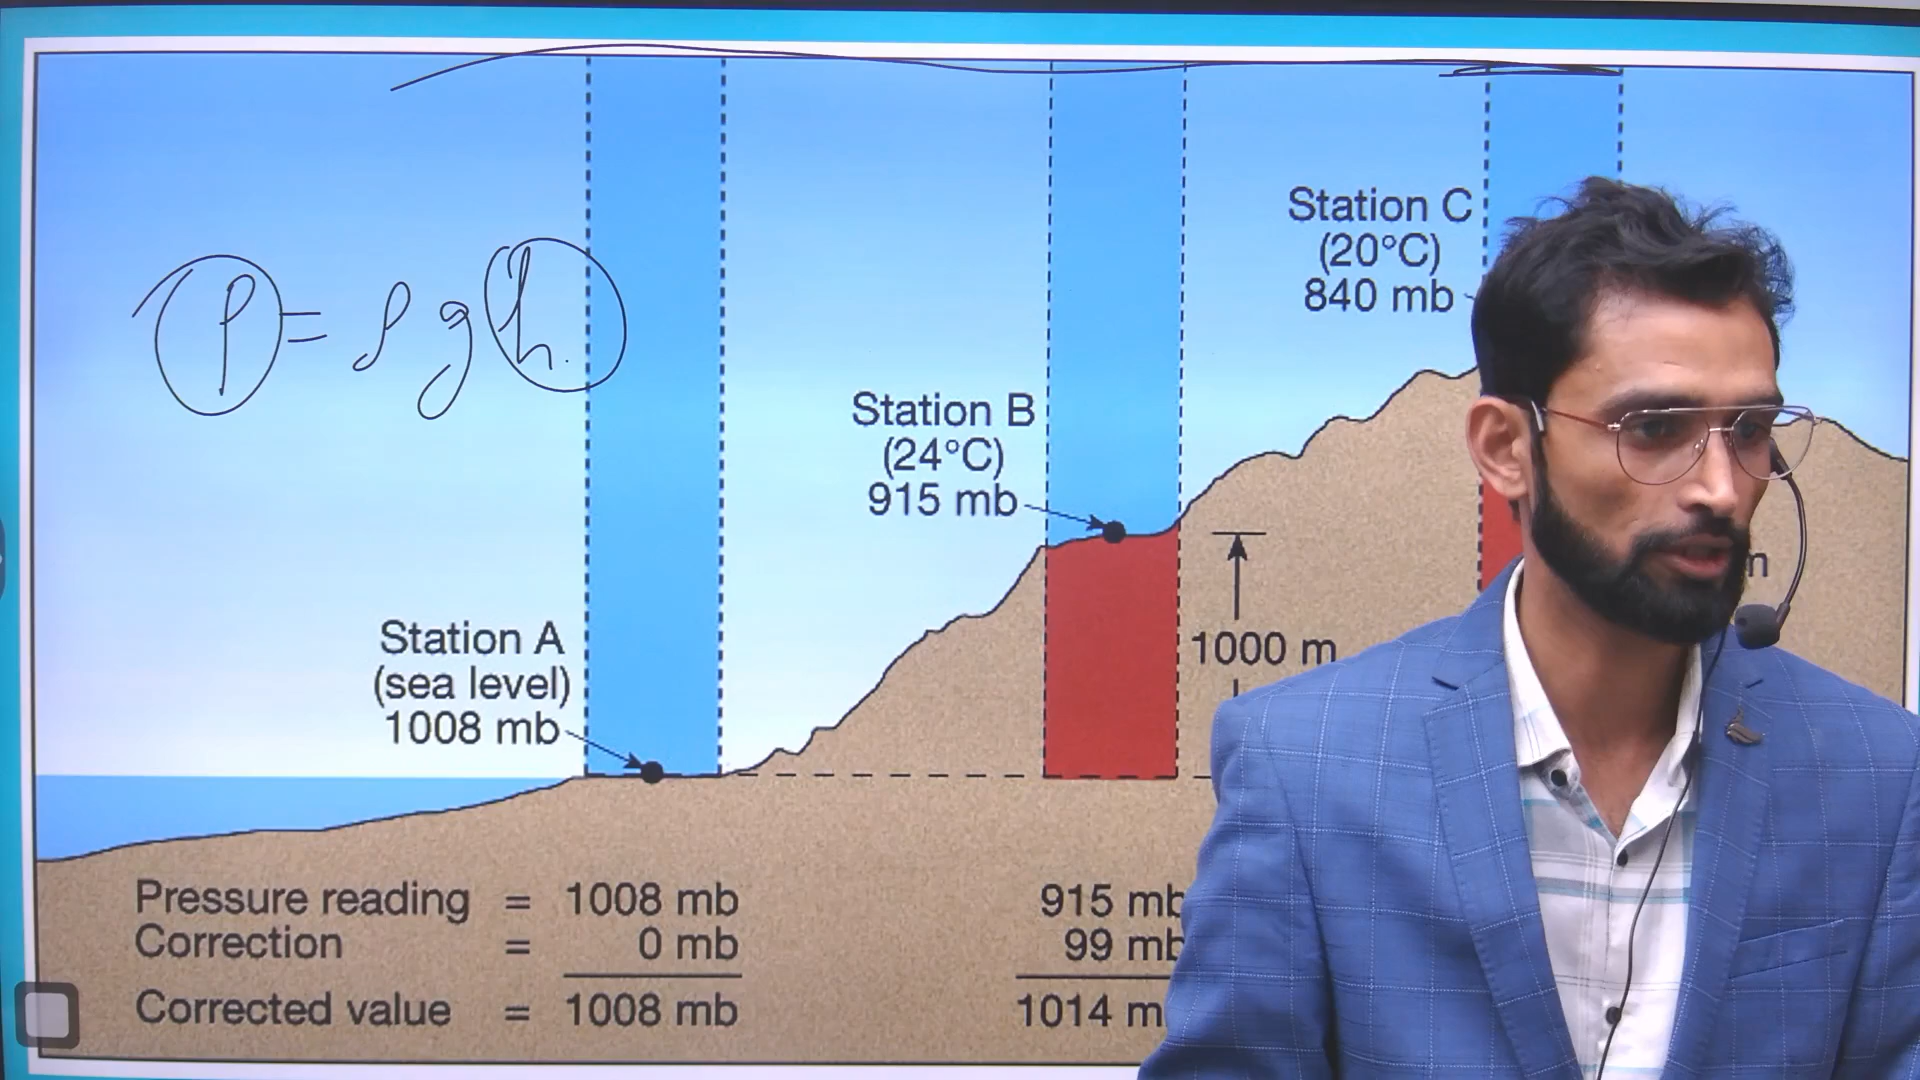 Station C
(20°C)
840 mb
P = ρ g h
Station B
(24°C)
915 mb
Station A
(sea level)
1008 mb
1000 m
Pressure reading = 1008 mb 915 mb
Correction = 0 mb 99 mb
Corrected value = 1008 mb 1014 m